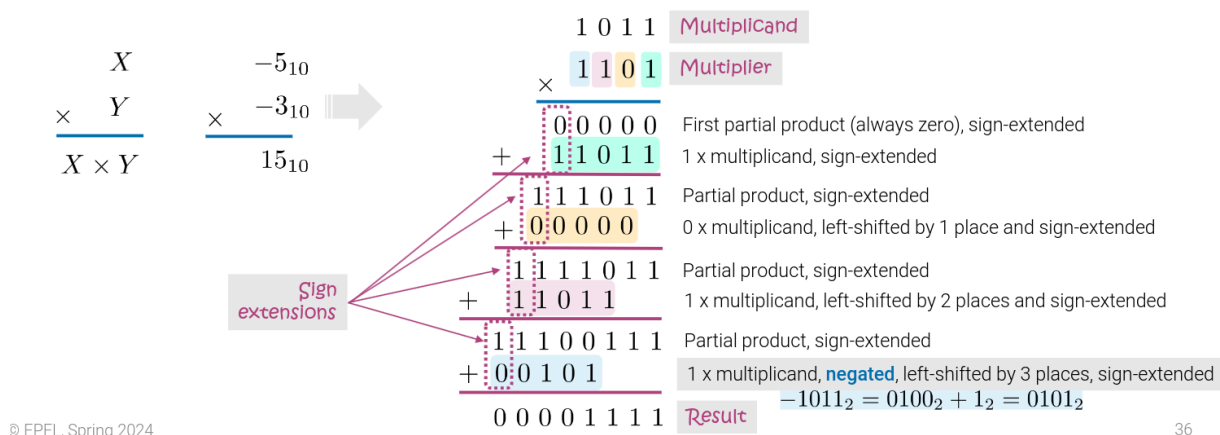 1 0 1 1 Multiplicand
X −5₁₀ 1 1 0 1 Multiplier
× Y × −3₁₀ ×
X × Y 15₁₀
0 0 0 0 0 First partial product (always zero), sign-extended
+ 1 1 0 1 1 1 x multiplicand, sign-extended
1 1 1 0 1 1 Partial product, sign-extended
+ 0 0 0 0 0 0 x multiplicand, left-shifted by 1 place and sign-extended
1 1 1 1 0 1 1 Partial product, sign-extended
Sign
extensions
+ 1 1 0 1 1 1 x multiplicand, left-shifted by 2 places and sign-extended
1 1 1 0 0 1 1 1 Partial product, sign-extended
+ 0 0 1 0 1 1 x multiplicand, negated, left-shifted by 3 places, sign-extended
−1011₂ = 0100₂ + 1₂ = 0101₂
0 0 0 0 1 1 1 1 Result
© EPFL, Spring 2024
36